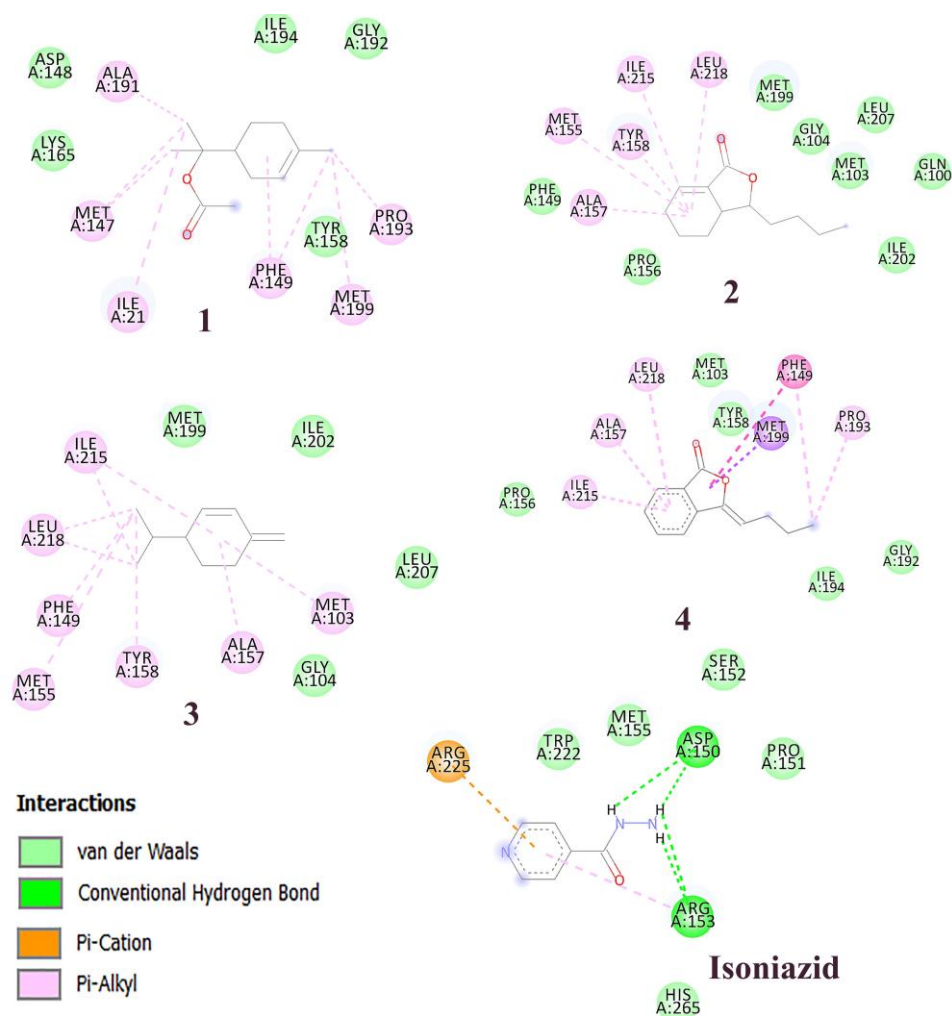 ILE
A:194
GLY
A:192
ASP
A:148
ALA
A:191
LYS
A:165
O
O
MET
A:147
TYR
A:158
PRO
A:193
PHE
A:149
ILE
A:21
MET
A:199
1
ILE
A:215
LEU
A:218
MET
A:199
LEU
A:207
MET
A:155
TYR
A:158
GLY
A:104
MET
A:103
GLN
A:100
O
O
PHE
A:149
ALA
A:157
PRO
A:156
ILE
A:202
2
MET
A:199
ILE
A:202
ILE
A:215
LEU
A:218
LEU
A:207
PHE
A:149
MET
A:103
MET
A:155
TYR
A:158
ALA
A:157
GLY
A:104
3
LEU
A:218
MET
A:103
PHE
A:149
ALA
A:157
TYR
A:158
MET
A:199
PRO
A:193
O
O
PRO
A:156
ILE
A:215
ILE
A:194
GLY
A:192
4
SER
A:152
ARG
A:225
TRP
A:222
MET
A:155
ASP
A:150
PRO
A:151
H
H
N
N
H
N
O
ARG
A:153
Isoniazid
HIS
A:265
Interactions
van der Waals
Conventional Hydrogen Bond
Pi-Cation
Pi-Alkyl